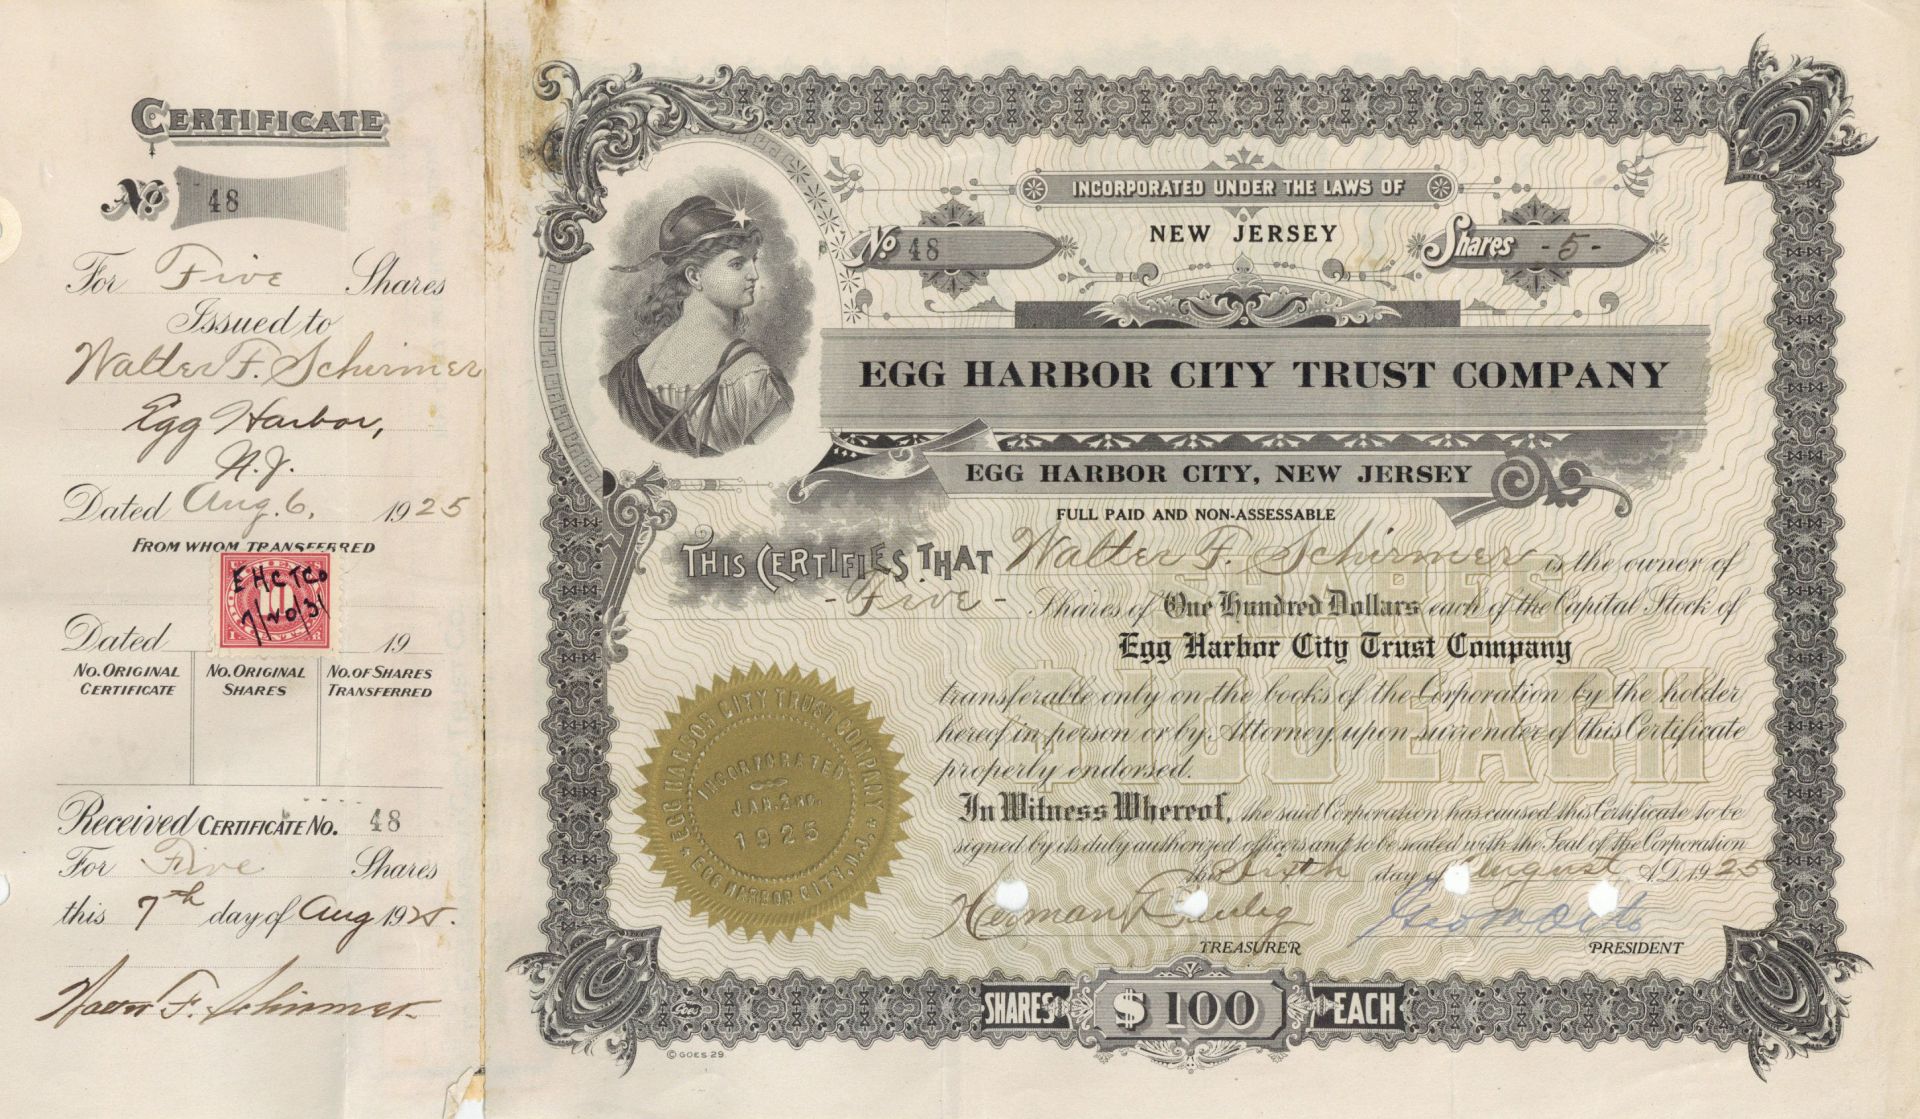 CERTIFICATE
No 48
For Five Shares
Issued to
Walter F. Schirmer
Egg Harbor,
N.J.
Dated Aug. 6, 1925
FROM WHOM TRANSFERRED
E H C T Co
7/20/31
Dated 19
NO. ORIGINAL CERTIFICATE
NO. ORIGINAL SHARES
NO. OF SHARES TRANSFERRED
Received CERTIFICATE NO. 48
For Five Shares
this 7th day of Aug 1925.
F. Schirmer
INCORPORATED UNDER THE LAWS OF
NEW JERSEY
No 48
Shares - 5 -
EGG HARBOR CITY TRUST COMPANY
EGG HARBOR CITY, NEW JERSEY
FULL PAID AND NON-ASSESSABLE
THIS CERTIFIES THAT Walter F. Schirmer is the owner of
- Five - Shares of One Hundred Dollars each of the Capital Stock of
Egg Harbor City Trust Company
transferable only on the books of the Corporation by the holder
hereof in person or by Attorney, upon surrender of this Certificate
properly endorsed.
In Witness Whereof, the said Corporation has caused this Certificate to be
signed by its duly authorized officers and to be sealed with the Seal of the Corporation
this Sixth day of August A.D. 1925
SHARES
$100 EACH
EGG HARBOR CITY TRUST COMPANY
EGG HARBOR CITY, N.J.
INCORPORATED
JAN. 2ND.
1925
Herman
TREASURER
PRESIDENT
SHARES $100 EACH
Goes
© GOES 29